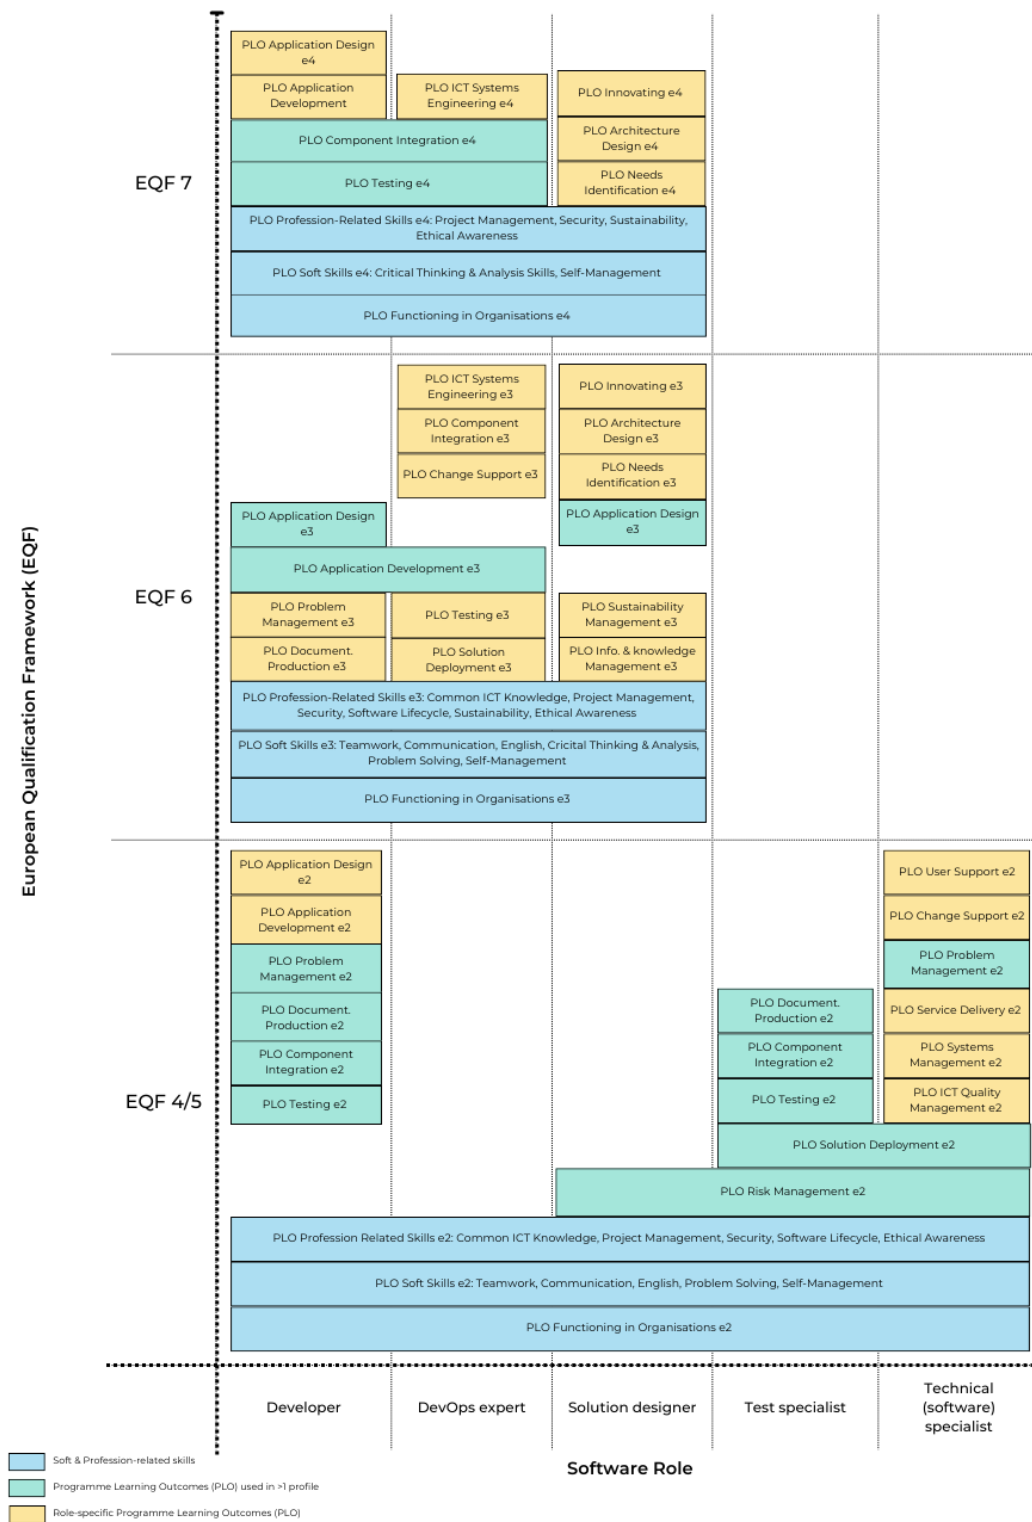 PLO Application Design
e4
PLO Application
Development
PLO ICT Systems
Engineering e4
PLO Innovating e4
PLO Component Integration e4
PLO Architecture
Design e4
PLO Testing e4
PLO Needs
Identification e4
EQF 7
PLO Profession-Related Skills e4: Project Management, Security, Sustainability,
Ethical Awareness
PLO Soft Skills e4: Critical Thinking & Analysis Skills, Self-Management
PLO Functioning in Organisations e4
PLO ICT Systems
Engineering e3
PLO Innovating e3
PLO Component
Integration e3
PLO Architecture
Design e3
PLO Change Support e3
PLO Needs
Identification e3
PLO Application Design
e3
PLO Application Design
e3
PLO Application Development e3
EQF 6
PLO Problem
Management e3
PLO Testing e3
PLO Sustainability
Management e3
PLO Document.
Production e3
PLO Solution
Deployment e3
PLO Info. & knowledge
Management e3
PLO Profession-Related Skills e3: Common ICT Knowledge, Project Management,
Security, Software Lifecycle, Sustainability, Ethical Awareness
PLO Soft Skills e3: Teamwork, Communication, English, Cricital Thinking & Analysis,
Problem Solving, Self-Management
PLO Functioning in Organisations e3
European Qualification Framework (EQF)
PLO Application Design
e2
PLO User Support e2
PLO Application
Development e2
PLO Change Support e2
PLO Problem
Management e2
PLO Problem
Management e2
PLO Document.
Production e2
PLO Document.
Production e2
PLO Service Delivery e2
PLO Component
Integration e2
PLO Component
Integration e2
PLO Systems
Management e2
EQF 4/5
PLO Testing e2
PLO Testing e2
PLO ICT Quality
Management e2
PLO Solution Deployment e2
PLO Risk Management e2
PLO Profession Related Skills e2: Common ICT Knowledge, Project Management, Security, Software Lifecycle, Ethical Awareness
PLO Soft Skills e2: Teamwork, Communication, English, Problem Solving, Self-Management
PLO Functioning in Organisations e2
Developer
DevOps expert
Solution designer
Test specialist
Technical
(software)
specialist
Software Role
Soft & Profession-related skills
Programme Learning Outcomes (PLO) used in >1 profile
Role-specific Programme Learning Outcomes (PLO)